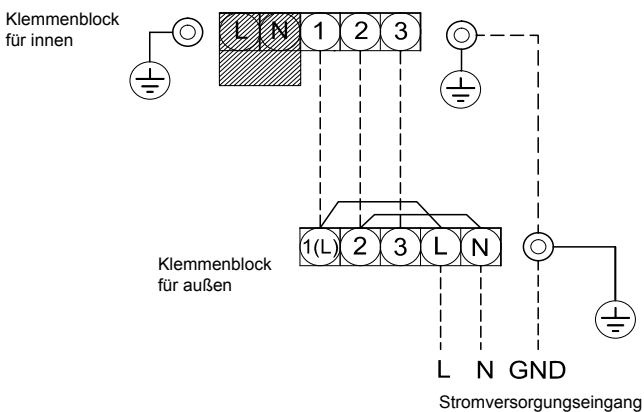 Klemmenblock
für innen
L N 1 2 3
1(L) 2 3 L N
Klemmenblock
für außen
L N GND
Stromversorgungseingang